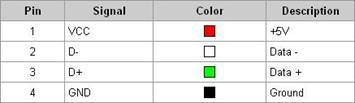 Pin Signal Color Description
1 VCC +5V
2 D- Data -
3 D+ Data +
4 GND Ground